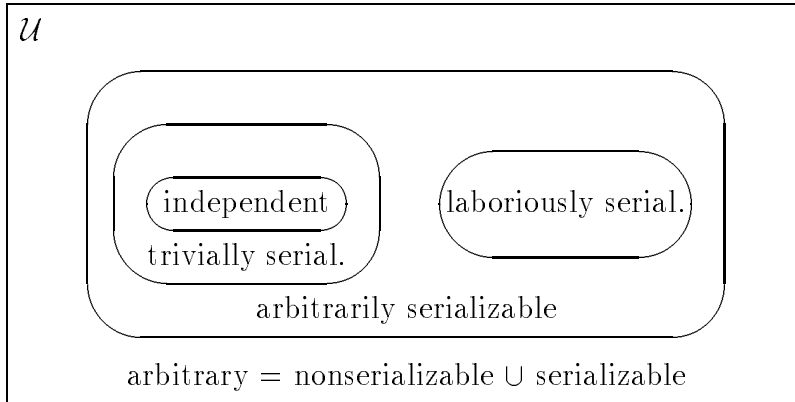 𝒰
independent
laboriously serial.
trivially serial.
arbitrarily serializable
arbitrary = nonserializable ∪ serializable